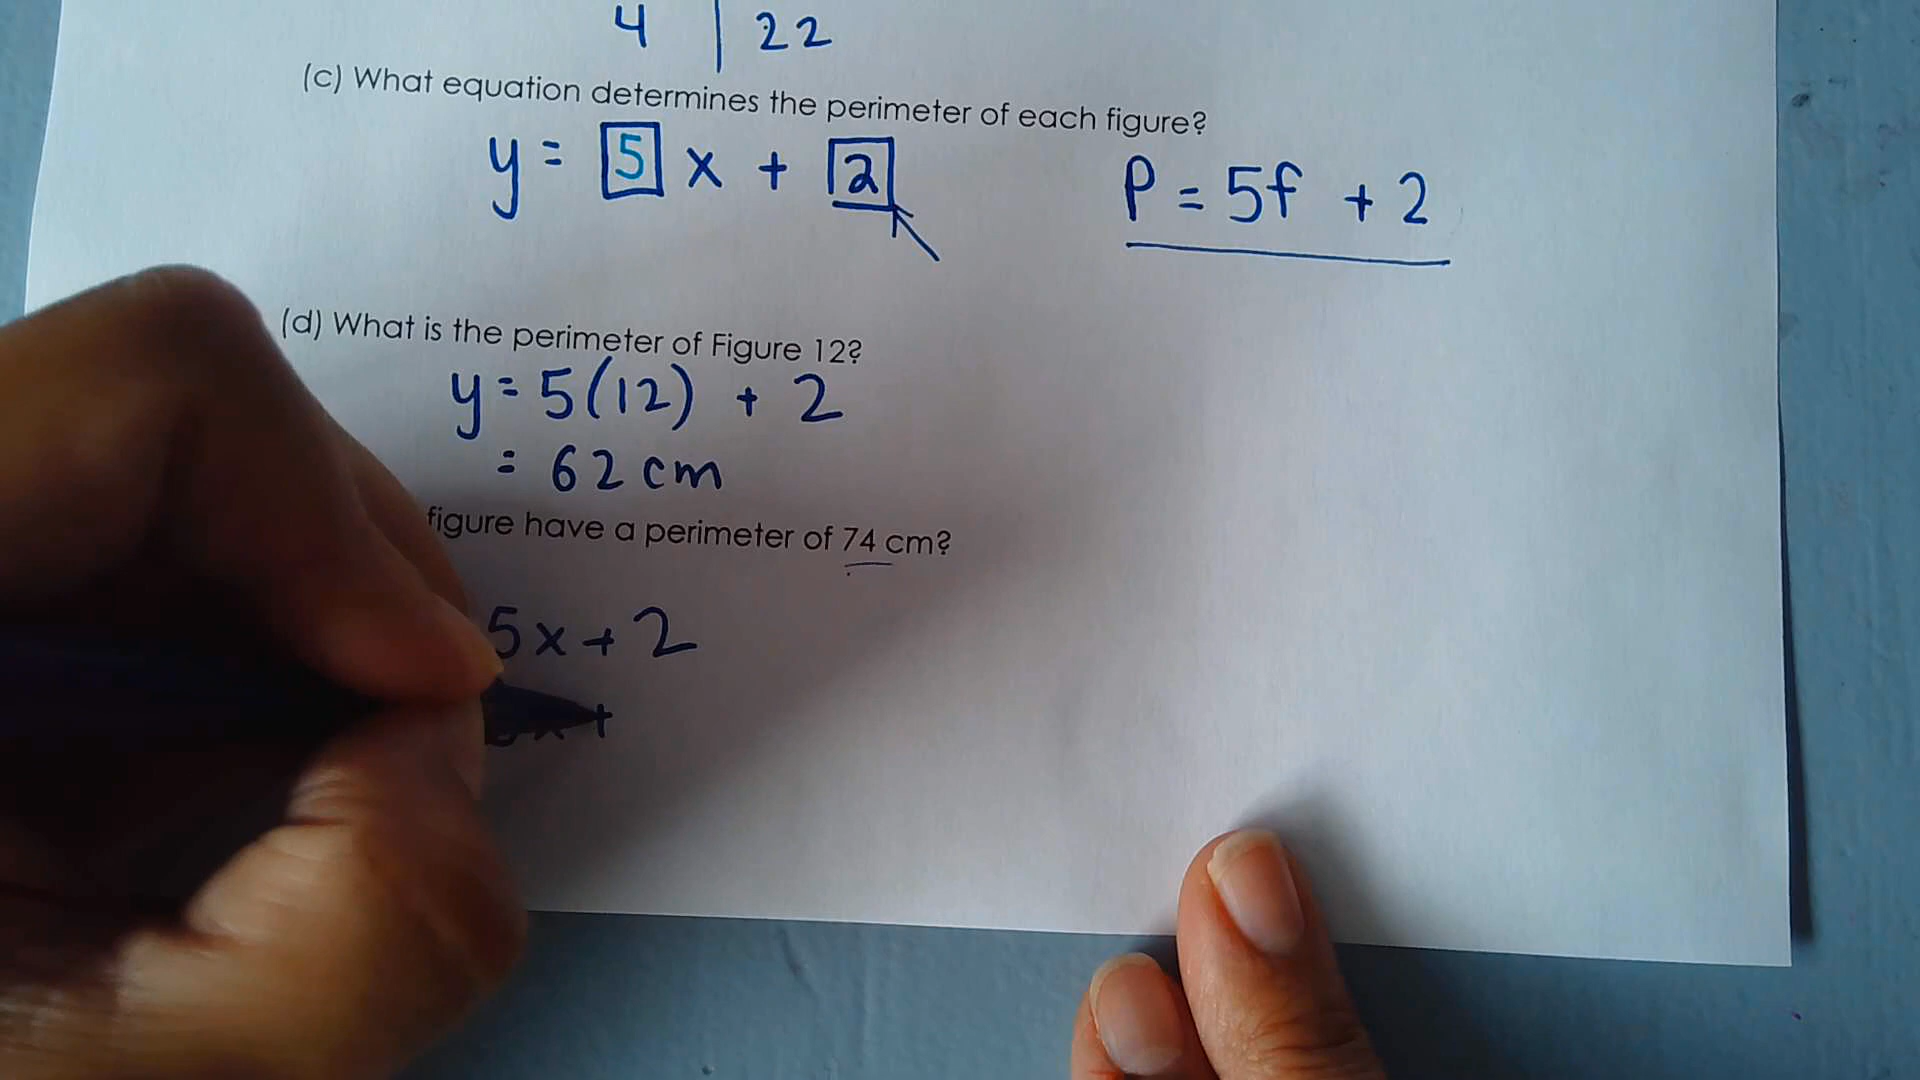 4 | 22
(c) What equation determines the perimeter of each figure?
y = 5 x + 2
P = 5f + 2
(d) What is the perimeter of Figure 12?
y = 5(12) + 2
= 62 cm
figure have a perimeter of 74 cm?
5x + 2
+